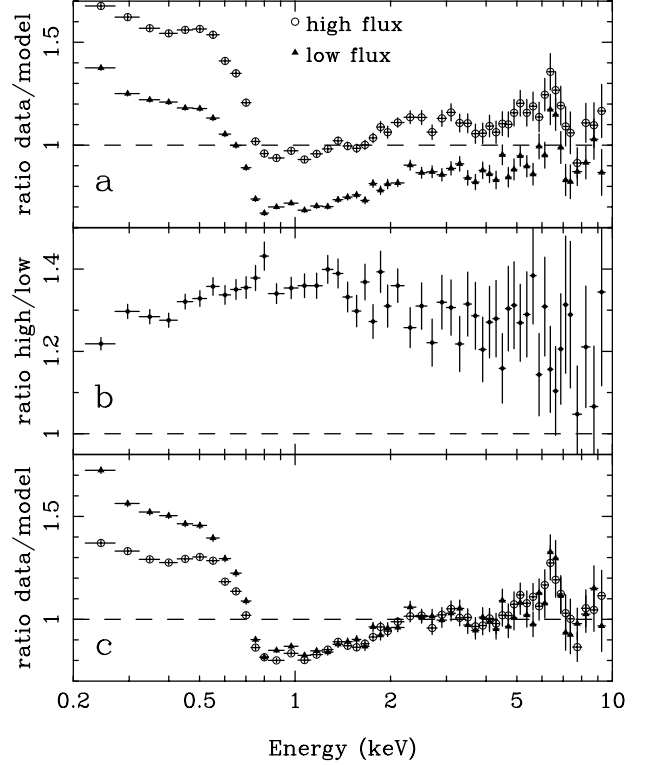 ratio data/model
1
1.5
high flux
low flux
a
ratio high/low
1
1.2
1.4
b
ratio data/model
1
1.5
c
0.2
0.5
1
2
5
10
Energy (keV)